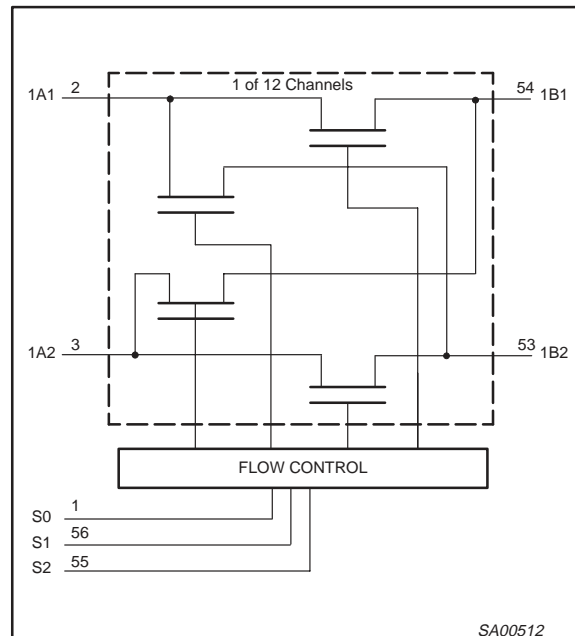 1 of 12 Channels
1A1 2 54 1B1
1A2 3 53 1B2
FLOW CONTROL
S0 1
S1 56
S2 55
SA00512